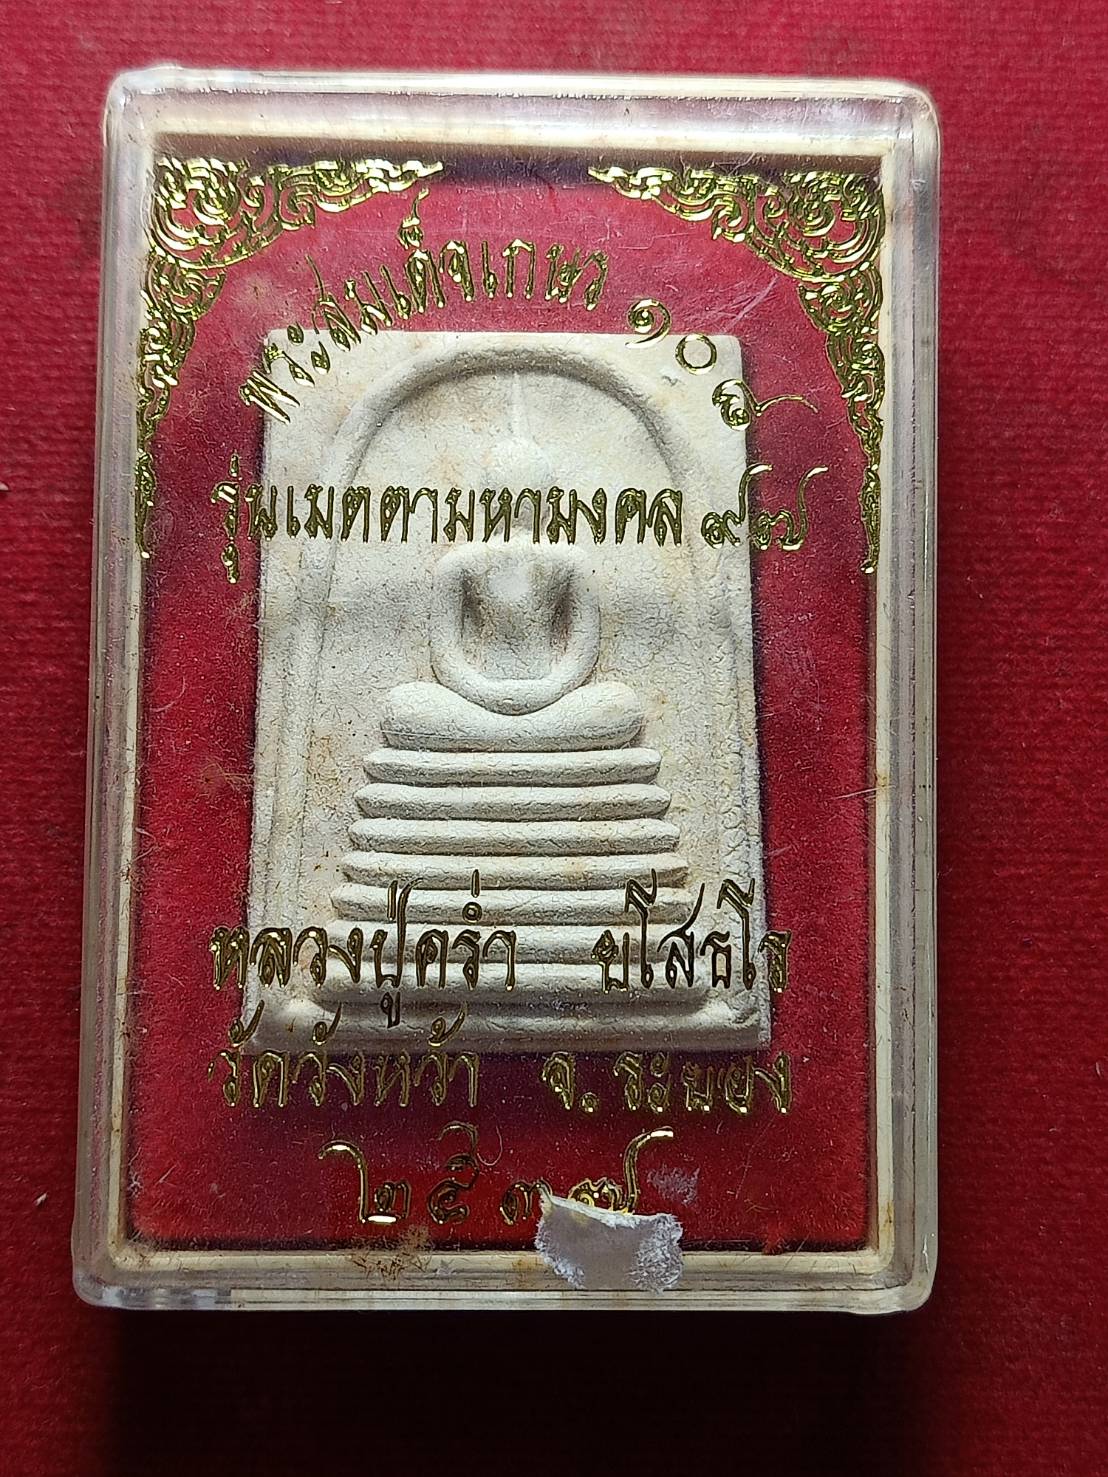 พระสมเด็จเกษร ๑๐๘
รุ่นเมตตามหามงคล ๙๗
หลวงปู่คร่ำ ยโสธโร
วัดวังหว้า จ.ระยอง
๒๕๓๗